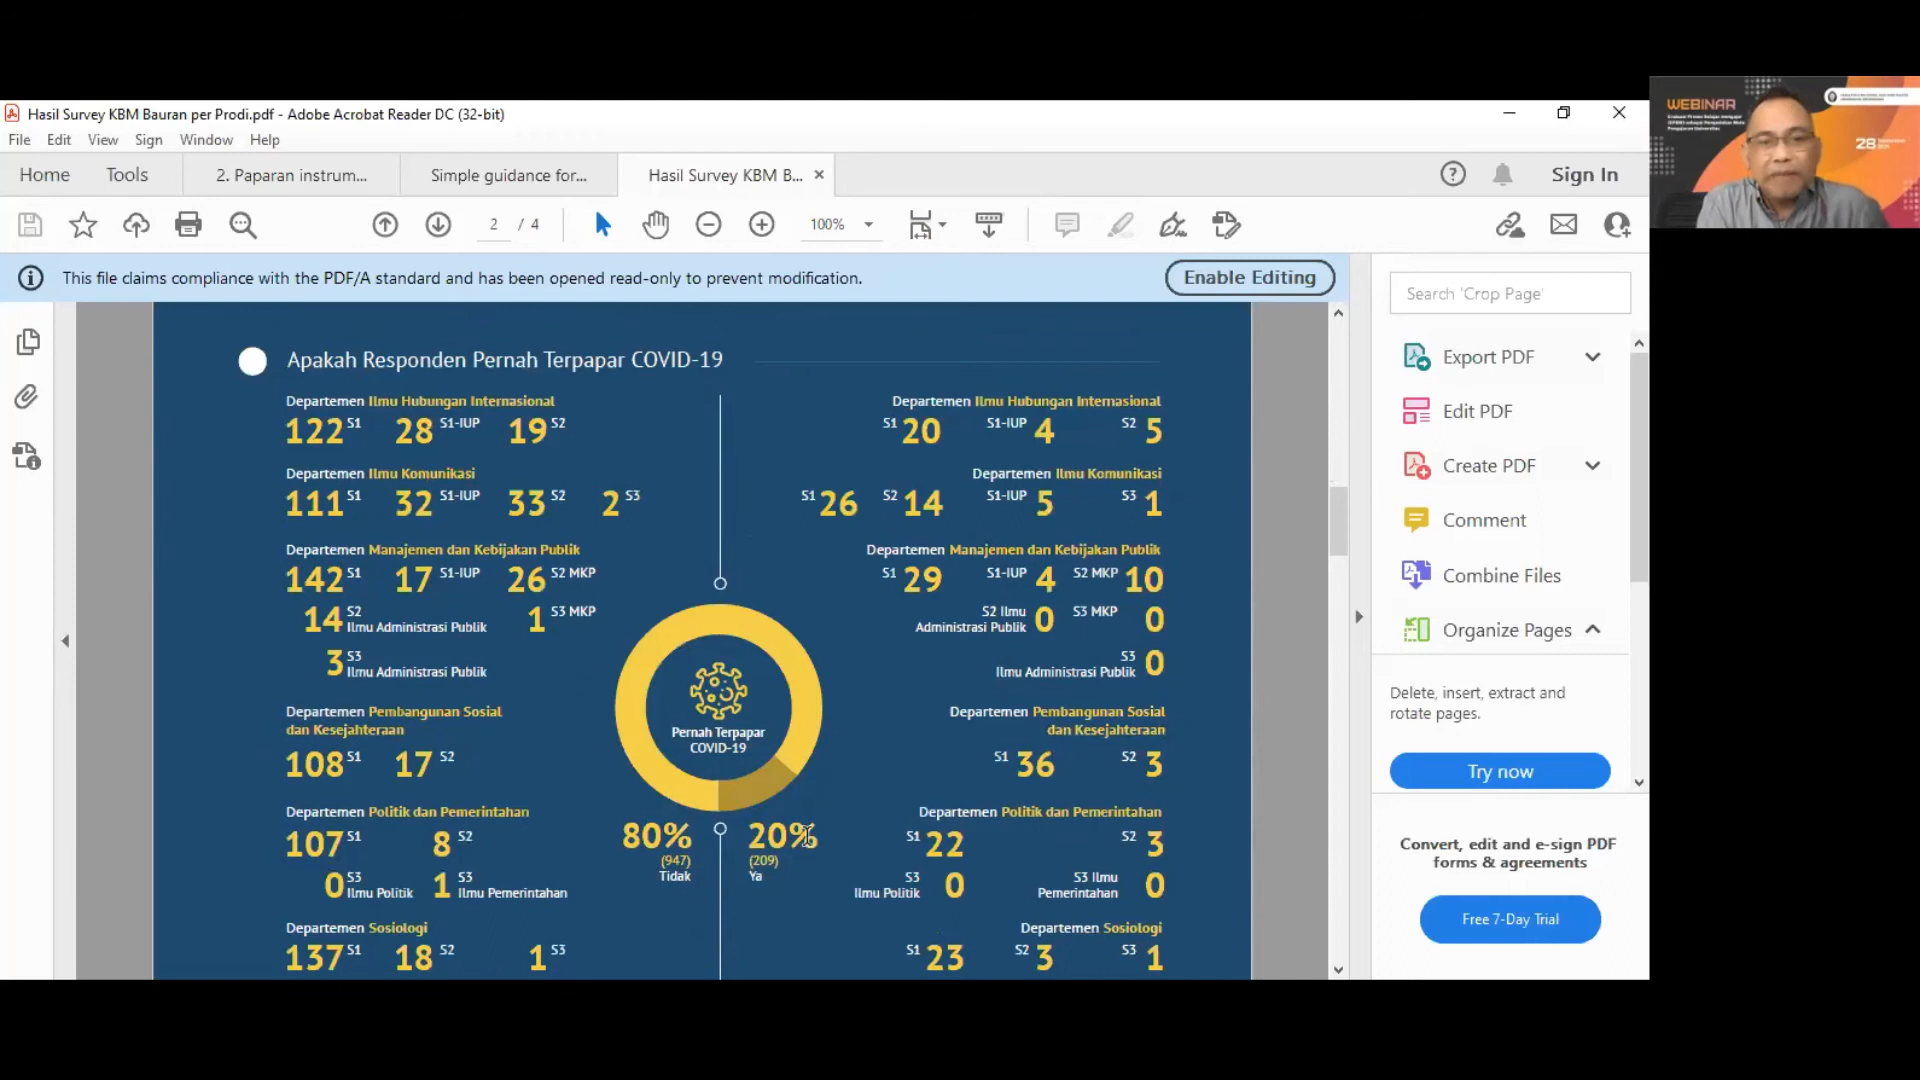 Hasil Survey KBM Bauran per Prodi.pdf - Adobe Acrobat Reader DC (32-bit)
File Edit View Sign Window Help
Home Tools 2. Paparan instrum... Simple guidance for... Hasil Survey KBM B... Sign In
2 / 4 100%
This file claims compliance with the PDF/A standard and has been opened read-only to prevent modification. Enable Editing
Apakah Responden Pernah Terpapar COVID-19
Departemen Ilmu Hubungan Internasional
122 S1 28 S1-IUP 19 S2
Departemen Ilmu Komunikasi
111 S1 32 S1-IUP 33 S2 2 S3
Departemen Manajemen dan Kebijakan Publik
142 S1 17 S1-IUP 26 S2 MKP
14 S2 Ilmu Administrasi Publik 1 S3 MKP
3 S3 Ilmu Administrasi Publik
Departemen Pembangunan Sosial
dan Kesejahteraan
108 S1 17 S2
Departemen Politik dan Pemerintahan
107 S1 8 S2
0 S3 Ilmu Politik 1 S3 Ilmu Pemerintahan
Departemen Sosiologi
137 S1 18 S2 1 S3
Pernah Terpapar
COVID-19
80% 20%
(947) (209)
Tidak Ya
Departemen Ilmu Hubungan Internasional
S1 20 S1-IUP 4 S2 5
Departemen Ilmu Komunikasi
S1 26 S2 14 S1-IUP 5 S3 1
Departemen Manajemen dan Kebijakan Publik
S1 29 S1-IUP 4 S2 MKP 10
S2 Ilmu Administrasi Publik 0 S3 MKP 0
S3 Ilmu Administrasi Publik 0
Departemen Pembangunan Sosial
dan Kesejahteraan
S1 36 S2 3
Departemen Politik dan Pemerintahan
S1 22 S2 3
S3 Ilmu Politik 0 S3 Ilmu Pemerintahan 0
Departemen Sosiologi
S1 23 S2 3 S3 1
Search 'Crop Page'
Export PDF
Edit PDF
Create PDF
Comment
Combine Files
Organize Pages
Delete, insert, extract and
rotate pages.
Try now
Convert, edit and e-sign PDF
forms & agreements
Free 7-Day Trial
WEBINAR
28